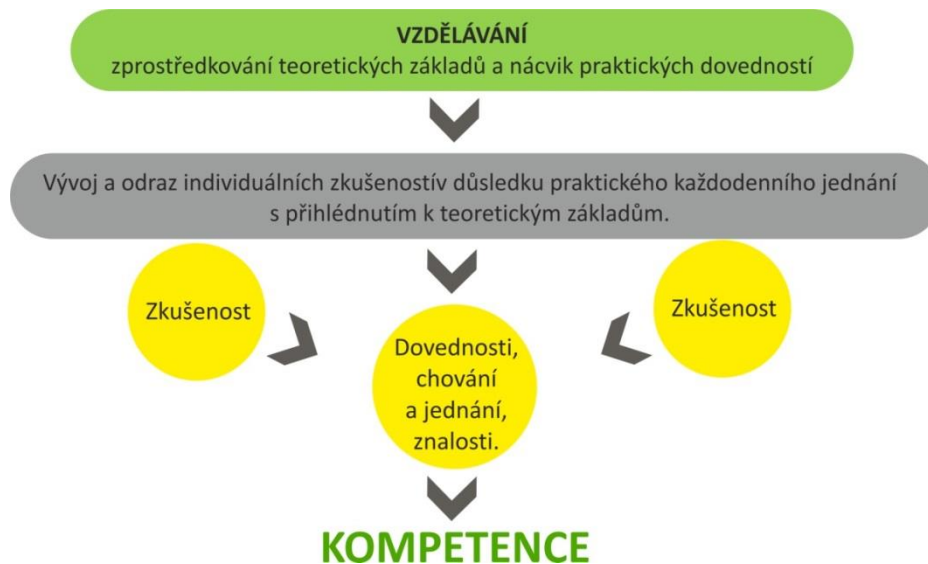 VZDĚLÁVÁNÍ
zprostředkování teoretických základů a nácvik praktických dovedností
Vývoj a odraz individuálních zkušenostív důsledku praktického každodenního jednání
s přihlédnutím k teoretickým základům.
Zkušenost
Zkušenost
Dovednosti,
chování
a jednání,
znalosti.
KOMPETENCE